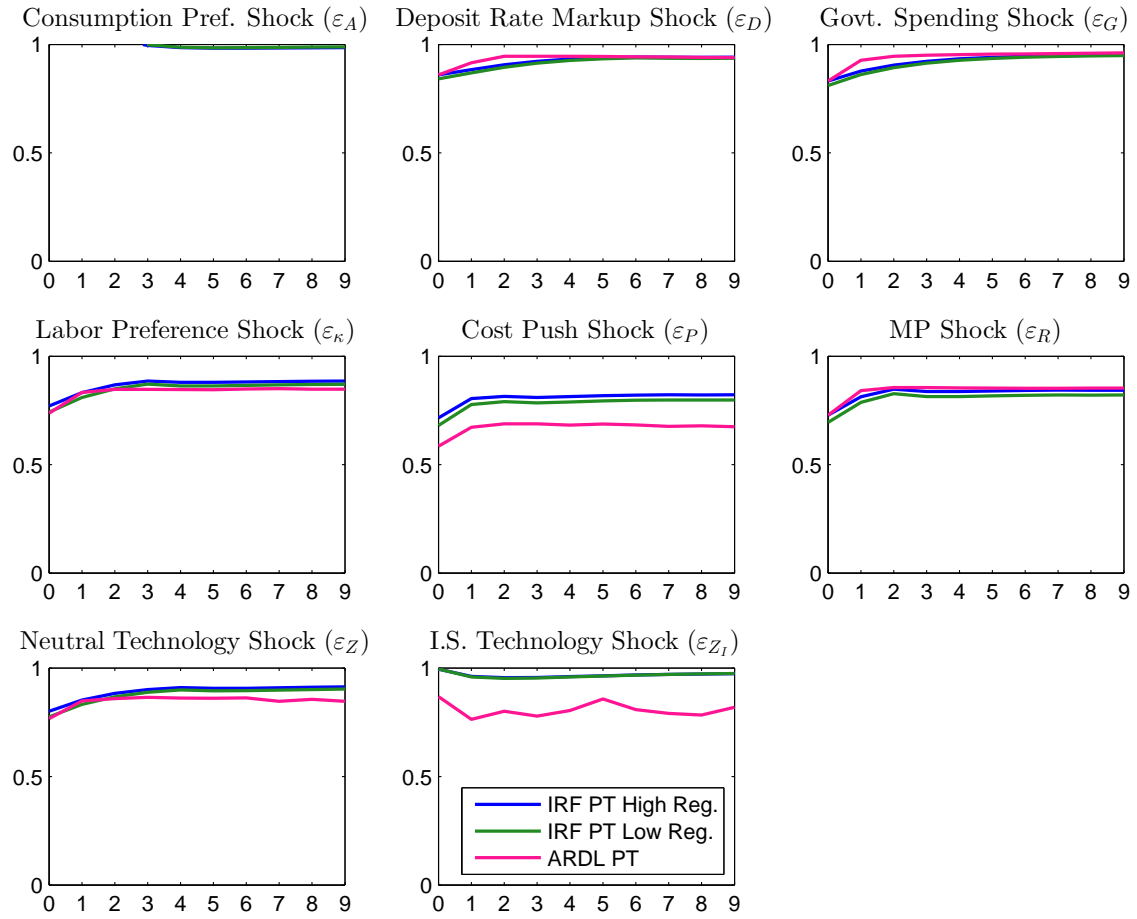 Consumption Pref. Shock (εA)
1
0.5
0
0 1 2 3 4 5 6 7 8 9
Deposit Rate Markup Shock (εD)
1
0.5
0
0 1 2 3 4 5 6 7 8 9
Govt. Spending Shock (εG)
1
0.5
0
0 1 2 3 4 5 6 7 8 9
Labor Preference Shock (εκ)
1
0.5
0
0 1 2 3 4 5 6 7 8 9
Cost Push Shock (εP)
1
0.5
0
0 1 2 3 4 5 6 7 8 9
MP Shock (εR)
1
0.5
0
0 1 2 3 4 5 6 7 8 9
Neutral Technology Shock (εZ)
1
0.5
0
0 1 2 3 4 5 6 7 8 9
I.S. Technology Shock (εZI)
1
0.5
0
0 1 2 3 4 5 6 7 8 9
IRF PT High Reg.
IRF PT Low Reg.
ARDL PT